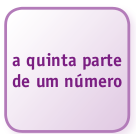 a quinta parte
de um número